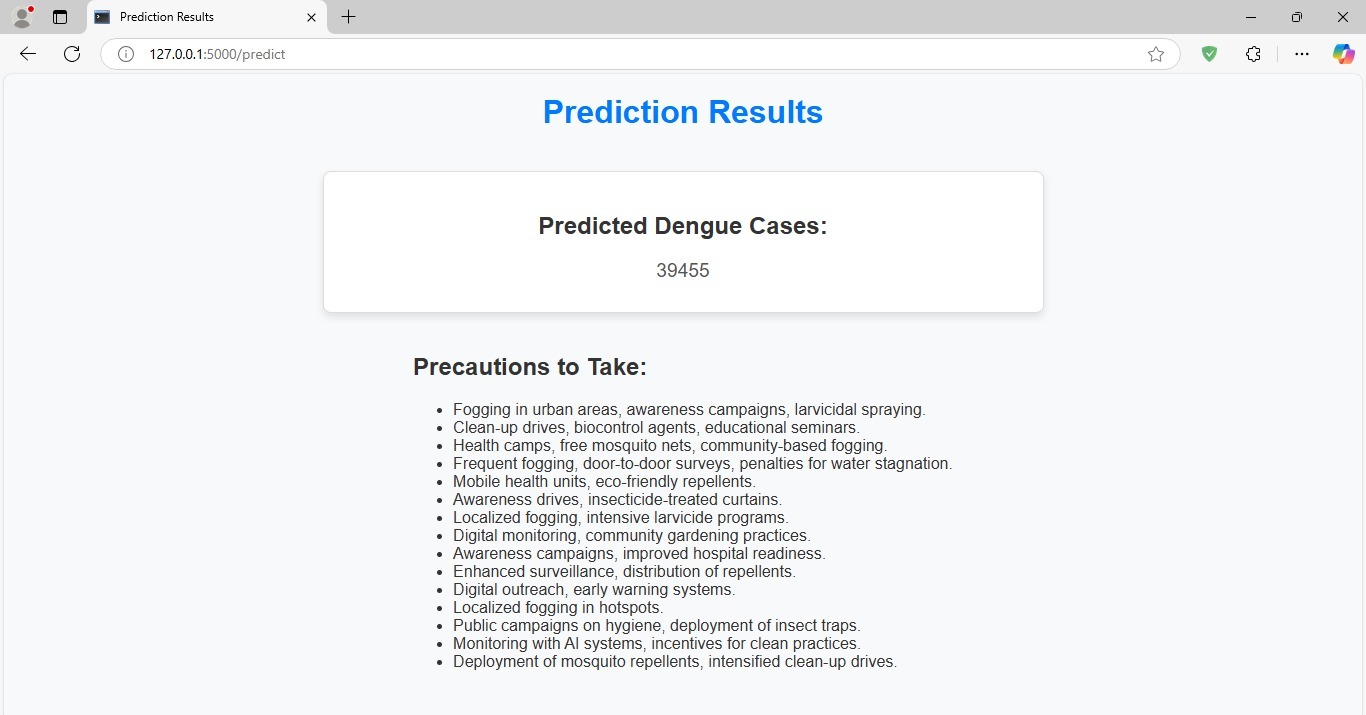 Prediction Results
127.0.0.1:5000/predict
Prediction Results
Predicted Dengue Cases:
39455
Precautions to Take:
• Fogging in urban areas, awareness campaigns, larvicidal spraying.
• Clean-up drives, biocontrol agents, educational seminars.
• Health camps, free mosquito nets, community-based fogging.
• Frequent fogging, door-to-door surveys, penalties for water stagnation.
• Mobile health units, eco-friendly repellents.
• Awareness drives, insecticide-treated curtains.
• Localized fogging, intensive larvicide programs.
• Digital monitoring, community gardening practices.
• Awareness campaigns, improved hospital readiness.
• Enhanced surveillance, distribution of repellents.
• Digital outreach, early warning systems.
• Localized fogging in hotspots.
• Public campaigns on hygiene, deployment of insect traps.
• Monitoring with AI systems, incentives for clean practices.
• Deployment of mosquito repellents, intensified clean-up drives.